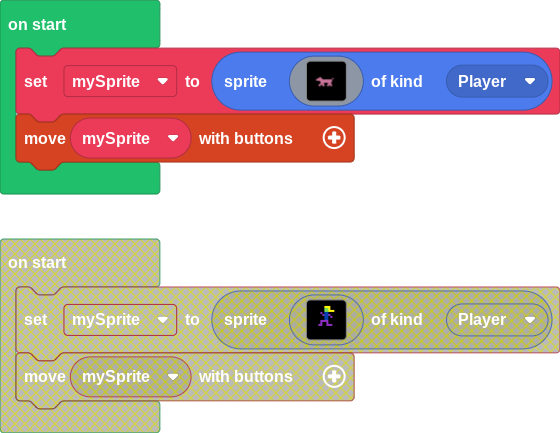 on start
set mySprite to sprite of kind Player
move mySprite with buttons
on start
set mySprite to sprite of kind Player
move mySprite with buttons